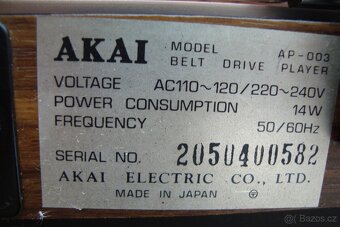 AKAI MODEL AP-003
BELT DRIVE PLAYER
VOLTAGE AC110~120/220~240V
POWER CONSUMPTION 14W
FREQUENCY 50/60Hz
SERIAL NO. 2050400582
AKAI ELECTRIC CO., LTD.
MADE IN JAPAN
bazos.cz